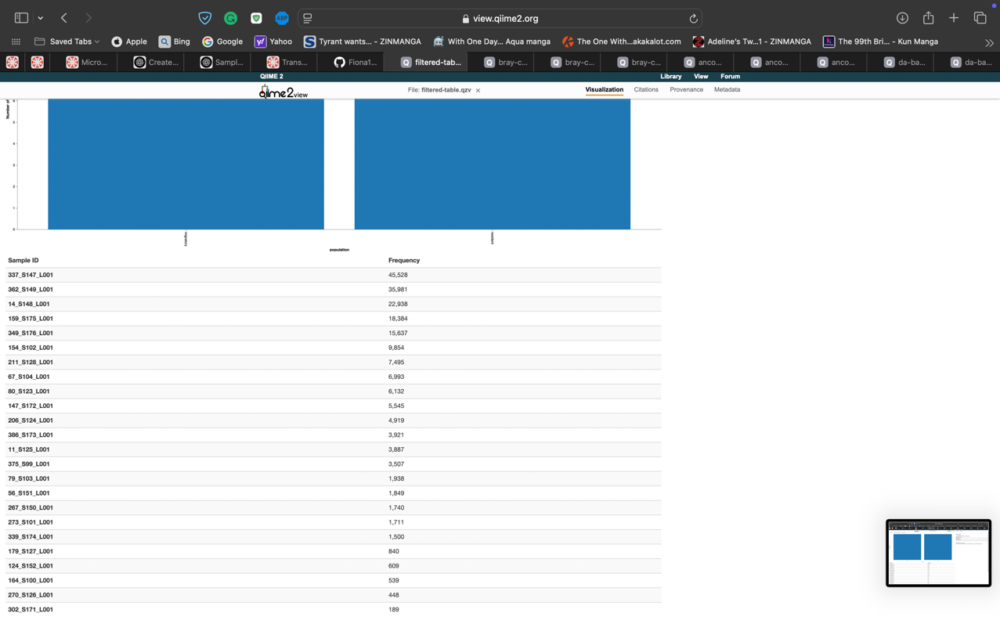 view.qiime2.org
Saved Tabs Apple Bing Google Yahoo Tyrant wants... - ZINMANGA With One Day... Aqua manga The One With...akakalot.com Adeline's Tw...1 - ZINMANGA The 99th Bri... - Kun Manga
Micro... Create... Sampl... Trans... Fiona1... filtered-tab... bray-c... bray-c... bray-c... anco... anco... anco... da-ba... da-ba...
QIIME 2 Library View Forum
qiime2view File: filtered-table.qzv × Visualization Citations Provenance Metadata
Number of
6
5
4
3
2
1
0
migratory resident
population
Sample ID Frequency
337_S147_L001 45,528
362_S149_L001 35,981
14_S148_L001 22,938
159_S175_L001 18,384
349_S176_L001 15,637
154_S102_L001 9,854
211_S128_L001 7,495
67_S104_L001 6,993
80_S123_L001 6,132
147_S172_L001 5,545
206_S124_L001 4,919
386_S173_L001 3,921
11_S125_L001 3,887
375_S99_L001 3,507
79_S103_L001 1,938
56_S151_L001 1,849
267_S150_L001 1,740
273_S101_L001 1,711
339_S174_L001 1,500
179_S127_L001 840
124_S152_L001 609
164_S100_L001 539
270_S126_L001 448
302_S171_L001 189